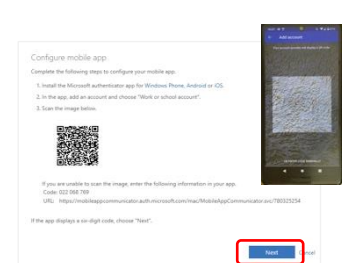 Configure mobile app
Complete the following steps to configure your mobile app.
1. Install the Microsoft authenticator app for Windows Phone, Android or iOS.
2. In the app, add an account and choose "Work or school account".
3. Scan the image below.
If you are unable to scan the image, enter the following information in your app.
Code: 022 068 789
URL: https://mobileappcommunicator.auth.microsoft.com/mac/MobileAppCommunicator.svc/780325254
If the app displays a six-digit code, choose "Next".
Next
Cancel
Add account